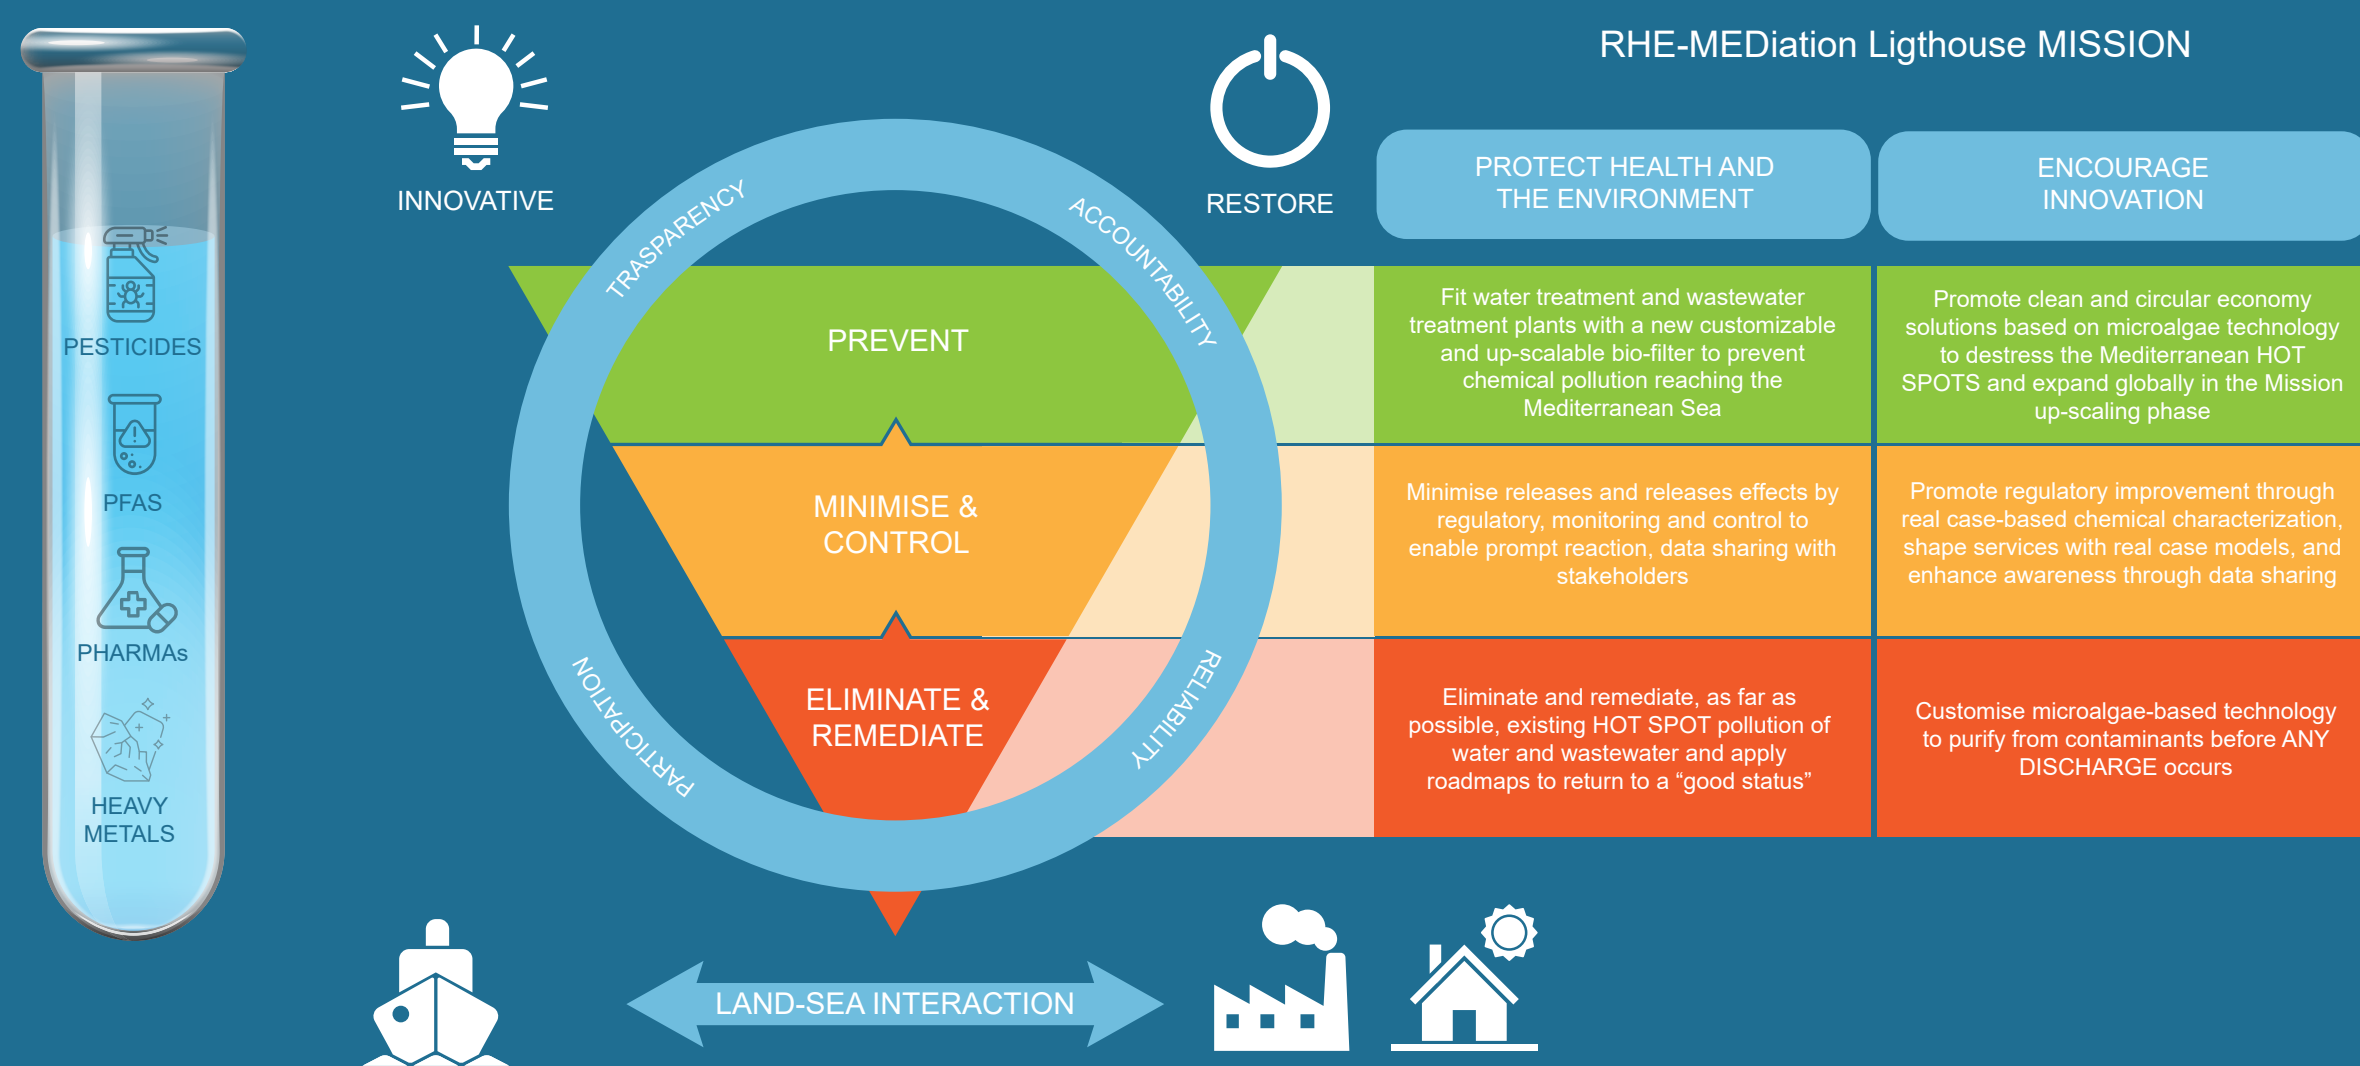 RHE-MEDiation Ligthouse MISSION
INNOVATIVE
RESTORE
PROTECT HEALTH AND
THE ENVIRONMENT
ENCOURAGE
INNOVATION
TRASPARENCY
ACCOUNTABILITY
PARTICIPATION
RELIABILITY
PESTICIDES
PFAS
PHARMAs
HEAVY
METALS
PREVENT
Fit water treatment and wastewater
treatment plants with a new customizable
and up-scalable bio-filter to prevent
chemical pollution reaching the
Mediterranean Sea
Promote clean and circular economy
solutions based on microalgae technology
to destress the Mediterranean HOT
SPOTS and expand globally in the Mission
up-scaling phase
MINIMISE &
CONTROL
Minimise releases and releases effects by
regulatory, monitoring and control to
enable prompt reaction, data sharing with
stakeholders
Promote regulatory improvement through
real case-based chemical characterization,
shape services with real case models, and
enhance awareness through data sharing
ELIMINATE &
REMEDIATE
Eliminate and remediate, as far as
possible, existing HOT SPOT pollution of
water and wastewater and apply
roadmaps to return to a “good status”
Customise microalgae-based technology
to purify from contaminants before ANY
DISCHARGE occurs
LAND-SEA INTERACTION